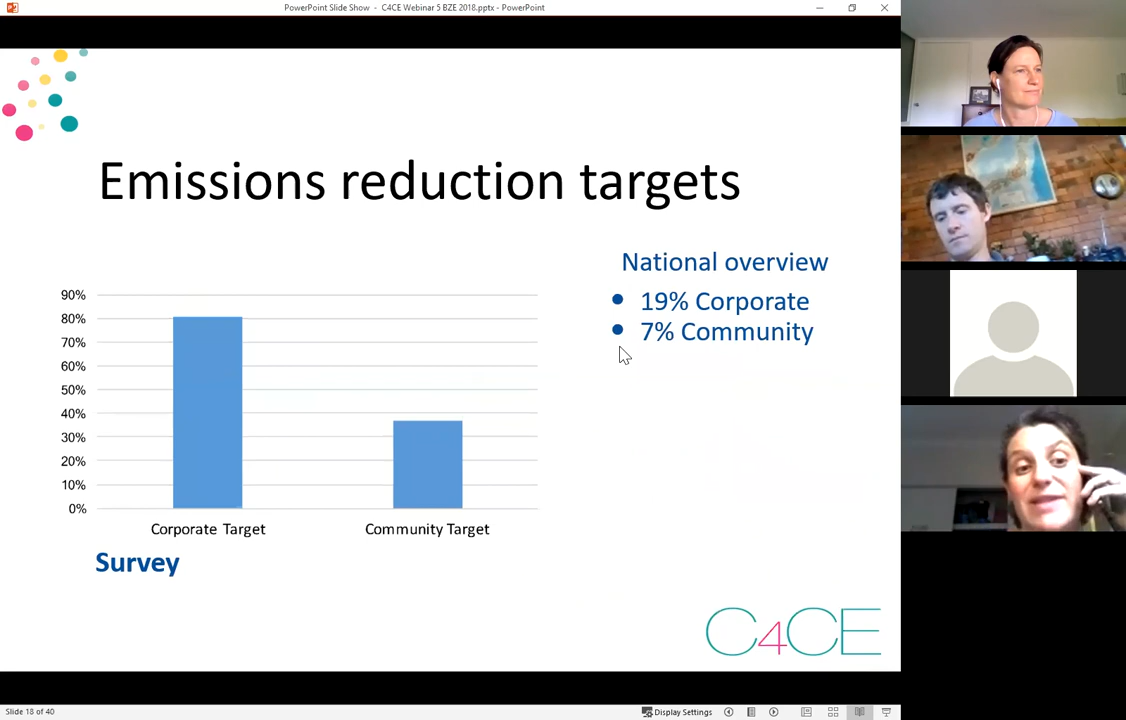 PowerPoint Slide Show - C4CE Webinar 5 BZE 2018.pptx - PowerPoint
Emissions reduction targets
National overview
19% Corporate
7% Community
90%
80%
70%
60%
50%
40%
30%
20%
10%
0%
Corporate Target
Community Target
Survey
C4CE
Slide 18 of 40
Display Settings